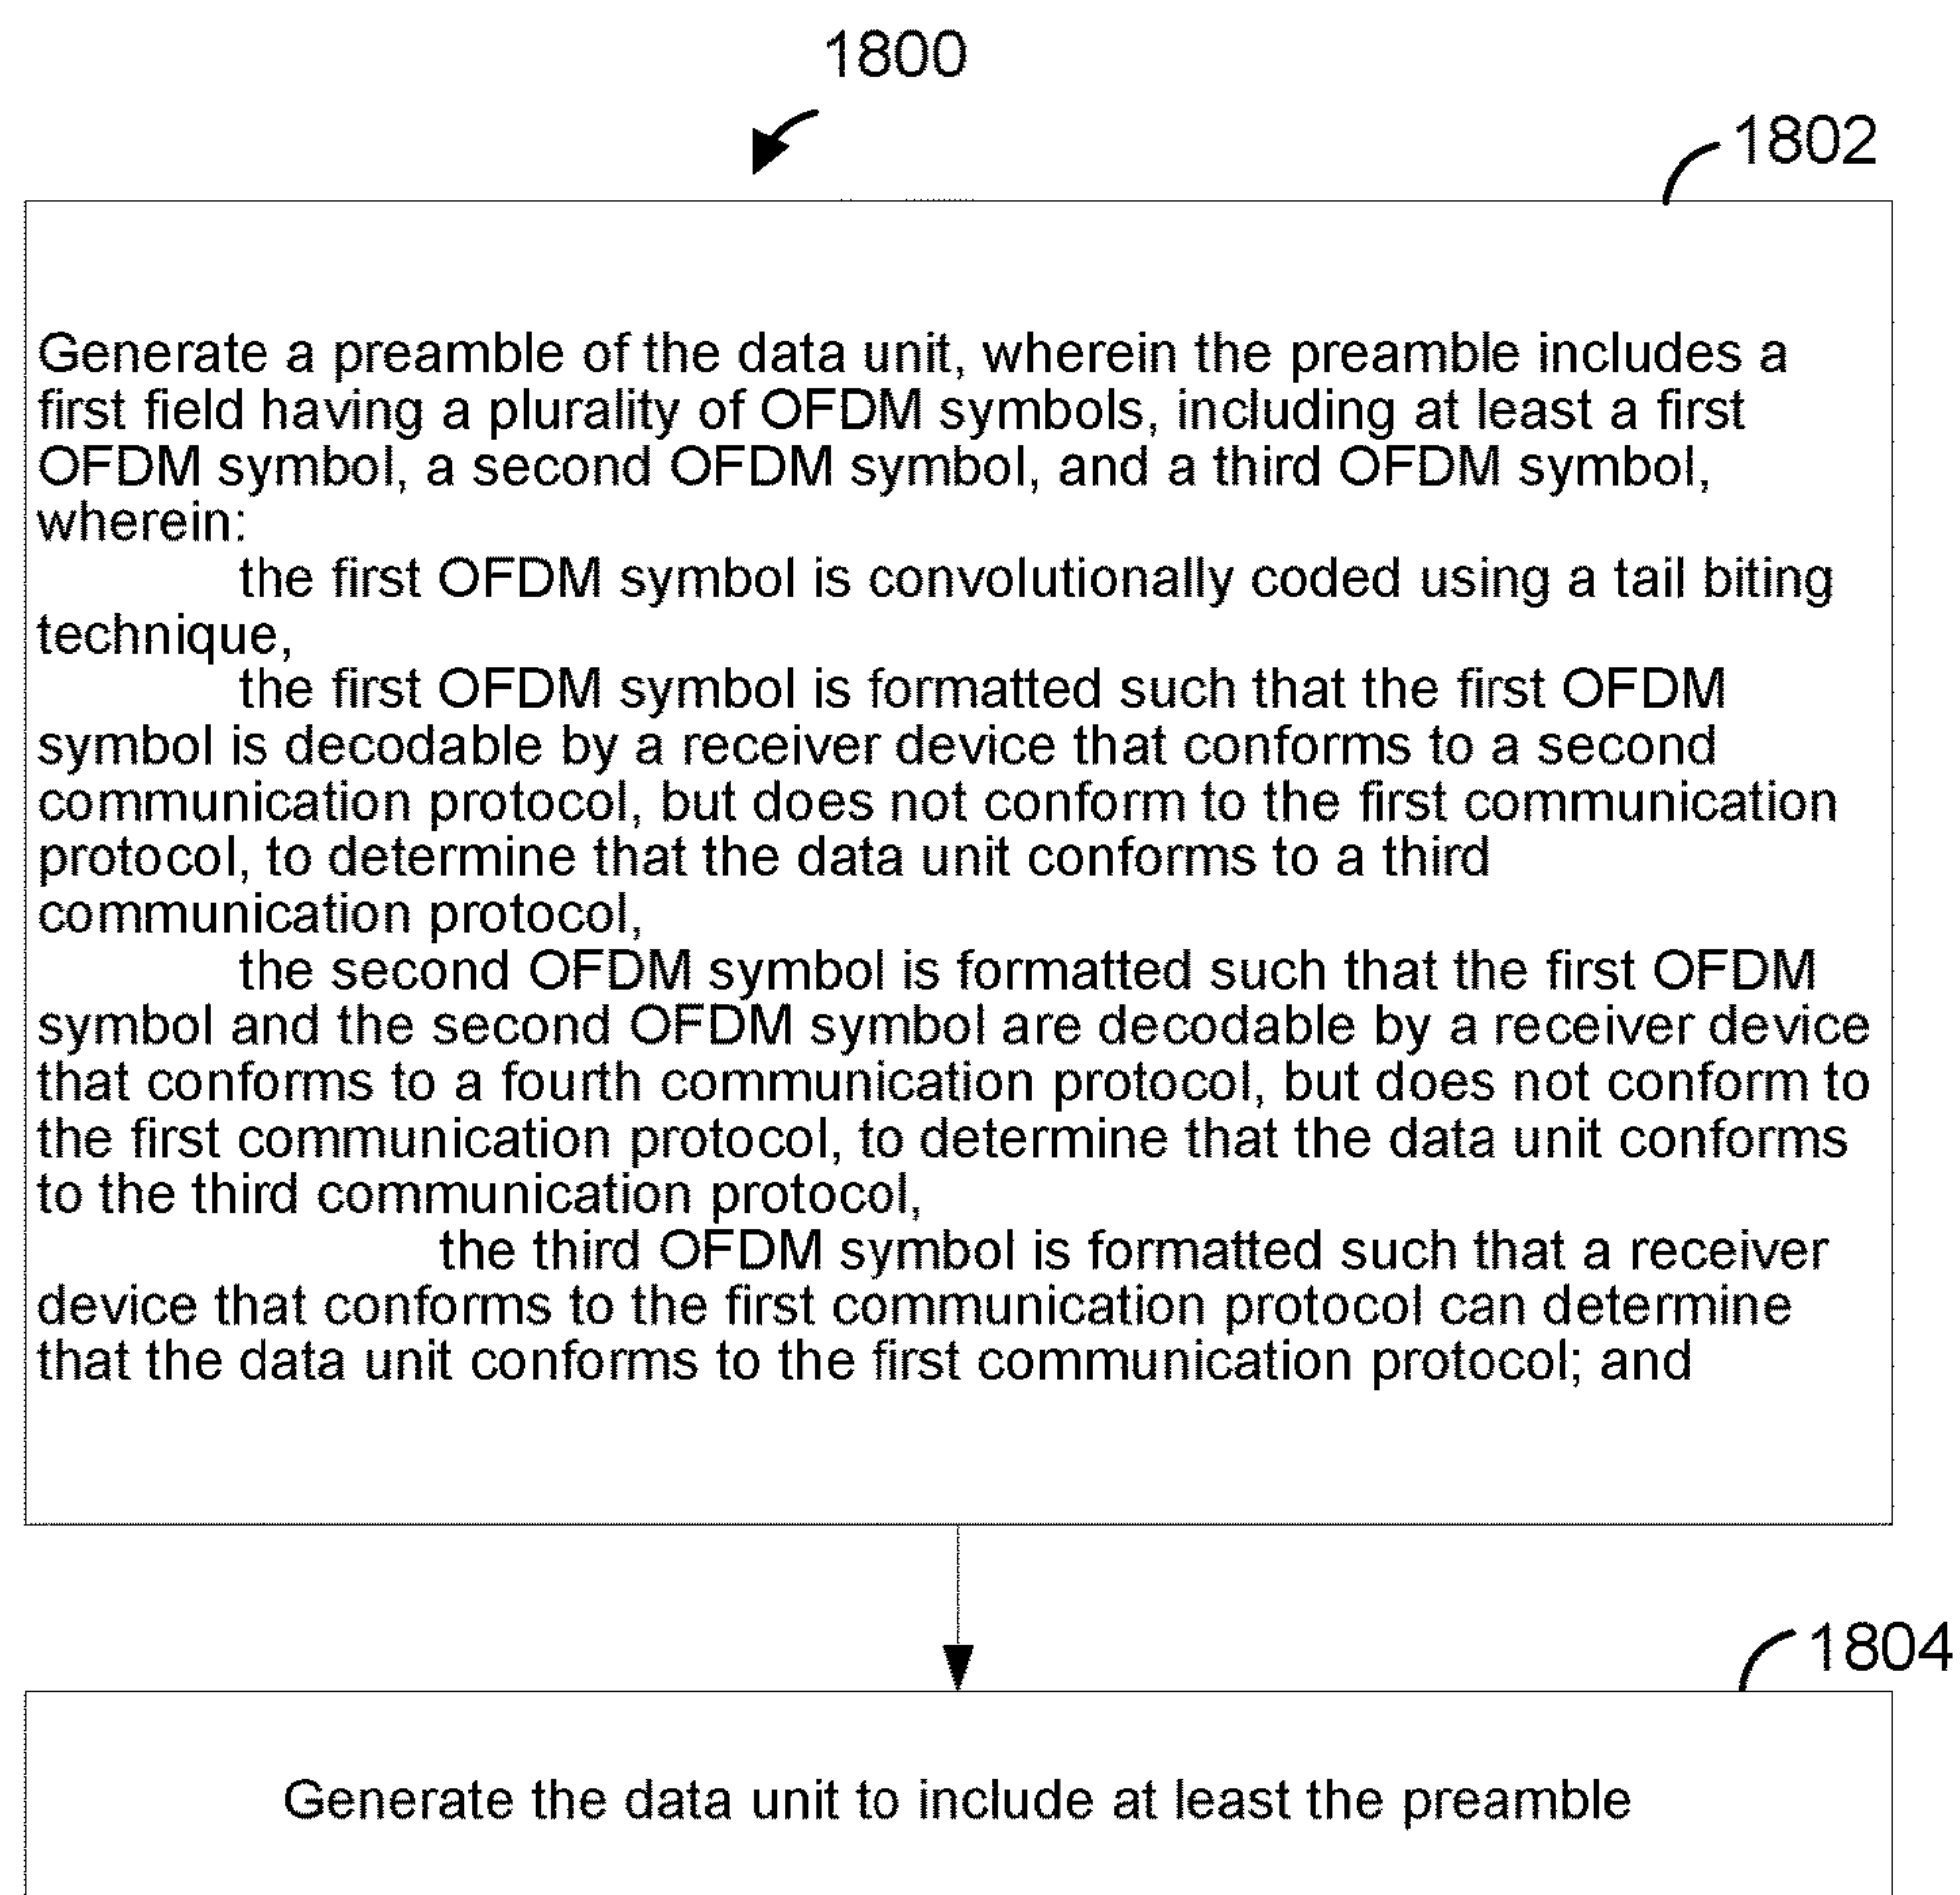 1800
1802
Generate a preamble of the data unit, wherein the preamble includes a
first field having a plurality of OFDM symbols, including at least a first
OFDM symbol, a second OFDM symbol, and a third OFDM symbol,
wherein:
the first OFDM symbol is convolutionally coded using a tail biting
technique,
the first OFDM symbol is formatted such that the first OFDM
symbol is decodable by a receiver device that conforms to a second
communication protocol, but does not conform to the first communication
protocol, to determine that the data unit conforms to a third
communication protocol,
the second OFDM symbol is formatted such that the first OFDM
symbol and the second OFDM symbol are decodable by a receiver device
that conforms to a fourth communication protocol, but does not conform to
the first communication protocol, to determine that the data unit conforms
to the third communication protocol,
the third OFDM symbol is formatted such that a receiver
device that conforms to the first communication protocol can determine
that the data unit conforms to the first communication protocol; and
1804
Generate the data unit to include at least the preamble